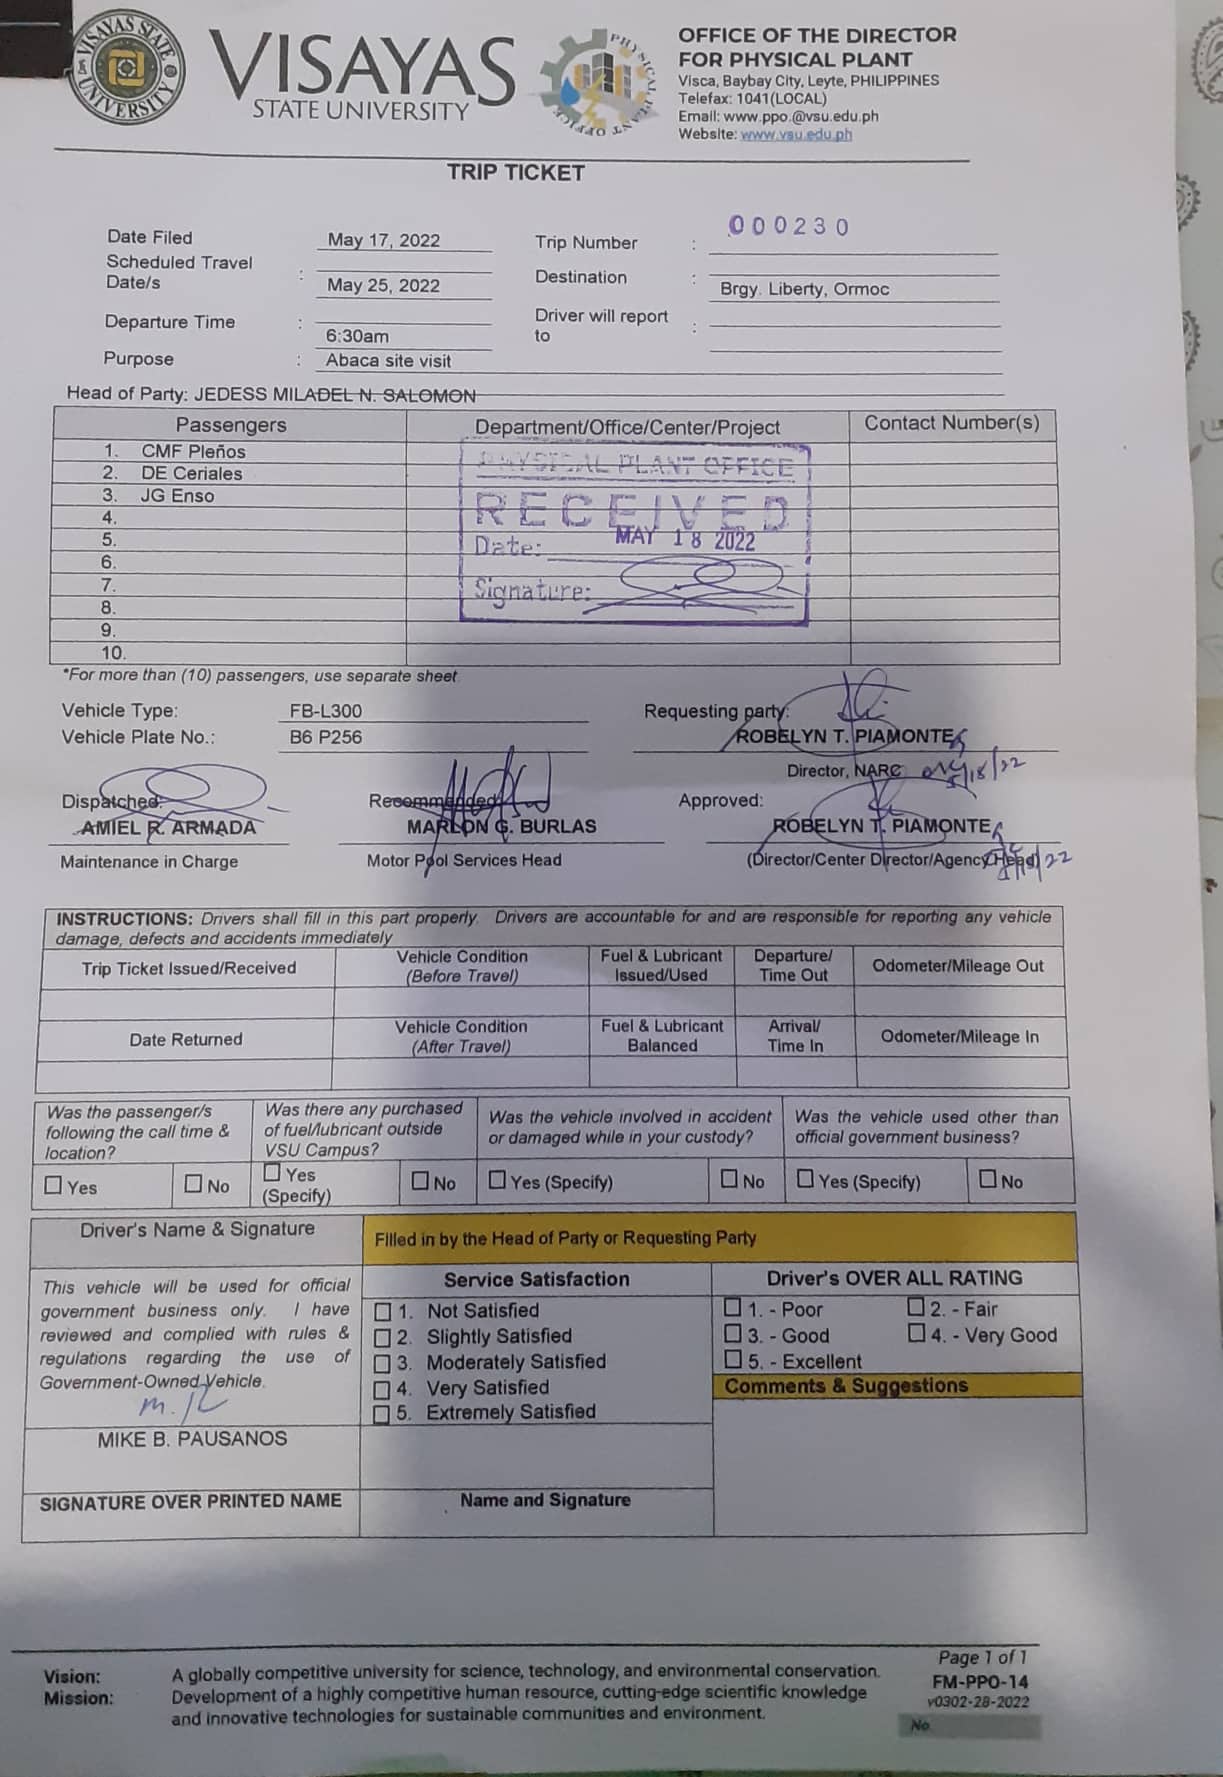 VISAYAS STATE UNIVERSITY
VISAYAS
STATE UNIVERSITY
PHYSICAL PLANT OFFICE
OFFICE OF THE DIRECTOR
FOR PHYSICAL PLANT
Visca, Baybay City, Leyte, PHILIPPINES
Telefax: 1041(LOCAL)
Email: www.ppo.@vsu.edu.ph
Website: www.vsu.edu.ph
TRIP TICKET
Date Filed May 17, 2022 Trip Number : 000230
Scheduled Travel
Date/s : May 25, 2022 Destination : Brgy. Liberty, Ormoc
Departure Time : 6:30am Driver will report
to :
Purpose : Abaca site visit
Head of Party: JEDESS MILADEL N. SALOMON
Passengers Department/Office/Center/Project Contact Number(s)
1. CMF Pleños
2. DE Ceriales
3. JG Enso
4.
5.
6.
7.
8.
9.
10.
PHYSICAL PLANT OFFICE
RECEIVED
Date: MAY 18 2022
Signature:
*For more than (10) passengers, use separate sheet
Vehicle Type: FB-L300 Requesting party:
Vehicle Plate No.: B6 P256 ROBELYN T. PIAMONTE
Director, NARC 5/18/22
Dispatched: Recommended: Approved:
AMIEL R. ARMADA MARLON G. BURLAS ROBELYN T. PIAMONTE
Maintenance in Charge Motor Pool Services Head (Director/Center Director/Agency Head)
INSTRUCTIONS: Drivers shall fill in this part properly. Drivers are accountable for and are responsible for reporting any vehicle
damage, defects and accidents immediately
Trip Ticket Issued/Received Vehicle Condition (Before Travel) Fuel & Lubricant Issued/Used Departure/ Time Out Odometer/Mileage Out
Date Returned Vehicle Condition (After Travel) Fuel & Lubricant Balanced Arrival/ Time In Odometer/Mileage In
Was the passenger/s following the call time & location? Was there any purchased of fuel/lubricant outside VSU Campus? Was the vehicle involved in accident or damaged while in your custody? Was the vehicle used other than official government business?
☐ Yes ☐ No ☐ Yes (Specify) ☐ No ☐ Yes (Specify) ☐ No ☐ Yes (Specify) ☐ No
Driver's Name & Signature
Filled in by the Head of Party or Requesting Party
This vehicle will be used for official
government business only. I have
reviewed and complied with rules &
regulations regarding the use of
Government-Owned Vehicle.
MIKE B. PAUSANOS
SIGNATURE OVER PRINTED NAME
Service Satisfaction
☐ 1. Not Satisfied
☐ 2. Slightly Satisfied
☐ 3. Moderately Satisfied
☐ 4. Very Satisfied
☐ 5. Extremely Satisfied
Name and Signature
Driver's OVER ALL RATING
☐ 1. - Poor ☐ 2. - Fair
☐ 3. - Good ☐ 4. - Very Good
☐ 5. - Excellent
Comments & Suggestions
Vision: A globally competitive university for science, technology, and environmental conservation.
Mission: Development of a highly competitive human resource, cutting-edge scientific knowledge
and innovative technologies for sustainable communities and environment.
Page 1 of 1
FM-PPO-14
v0302-28-2022
No.